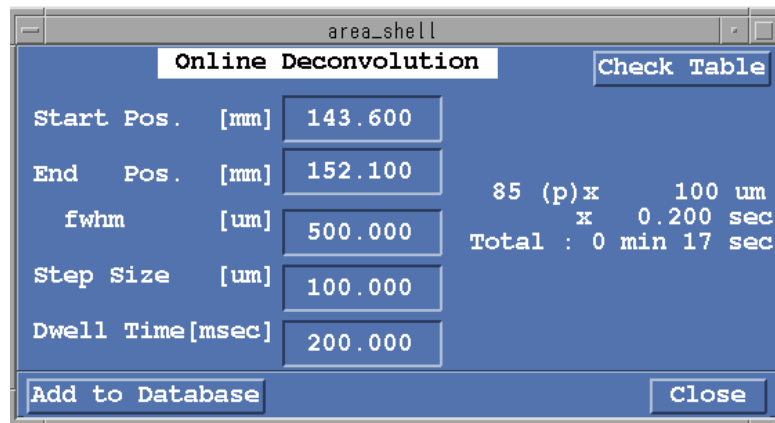 area_shell
Online Deconvolution
Check Table
Start Pos. [mm] 143.600
End Pos. [mm] 152.100
fwhm [um] 500.000
Step Size [um] 100.000
Dwell Time[msec] 200.000
85 (p)x 100 um
x 0.200 sec
Total : 0 min 17 sec
Add to Database
Close